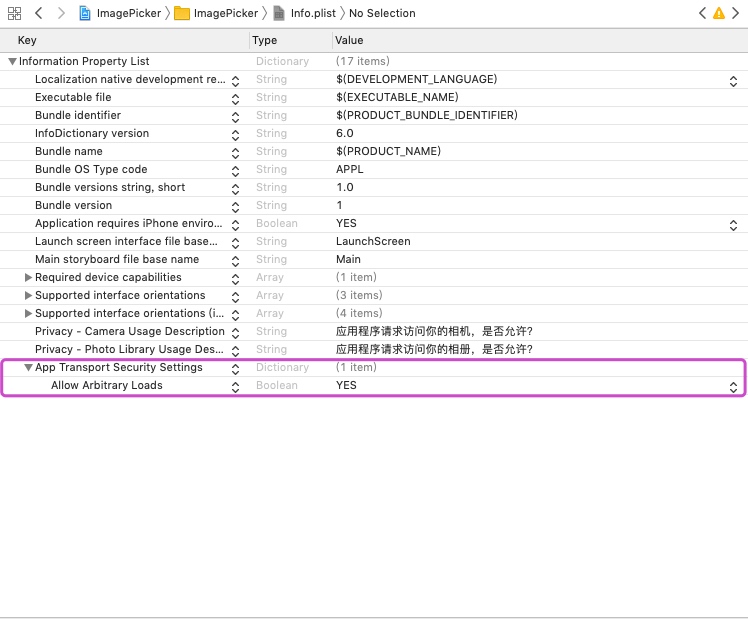 ImagePicker ImagePicker Info.plist No Selection
Key Type Value
Information Property List Dictionary (17 items)
Localization native development re... String $(DEVELOPMENT_LANGUAGE)
Executable file String $(EXECUTABLE_NAME)
Bundle identifier String $(PRODUCT_BUNDLE_IDENTIFIER)
InfoDictionary version String 6.0
Bundle name String $(PRODUCT_NAME)
Bundle OS Type code String APPL
Bundle versions string, short String 1.0
Bundle version String 1
Application requires iPhone enviro... Boolean YES
Launch screen interface file base... String LaunchScreen
Main storyboard file base name String Main
Required device capabilities Array (1 item)
Supported interface orientations Array (3 items)
Supported interface orientations (i... Array (4 items)
Privacy - Camera Usage Description String 应用程序请求访问你的相机，是否允许？
Privacy - Photo Library Usage Des... String 应用程序请求访问你的相册，是否允许？
App Transport Security Settings Dictionary (1 item)
Allow Arbitrary Loads Boolean YES